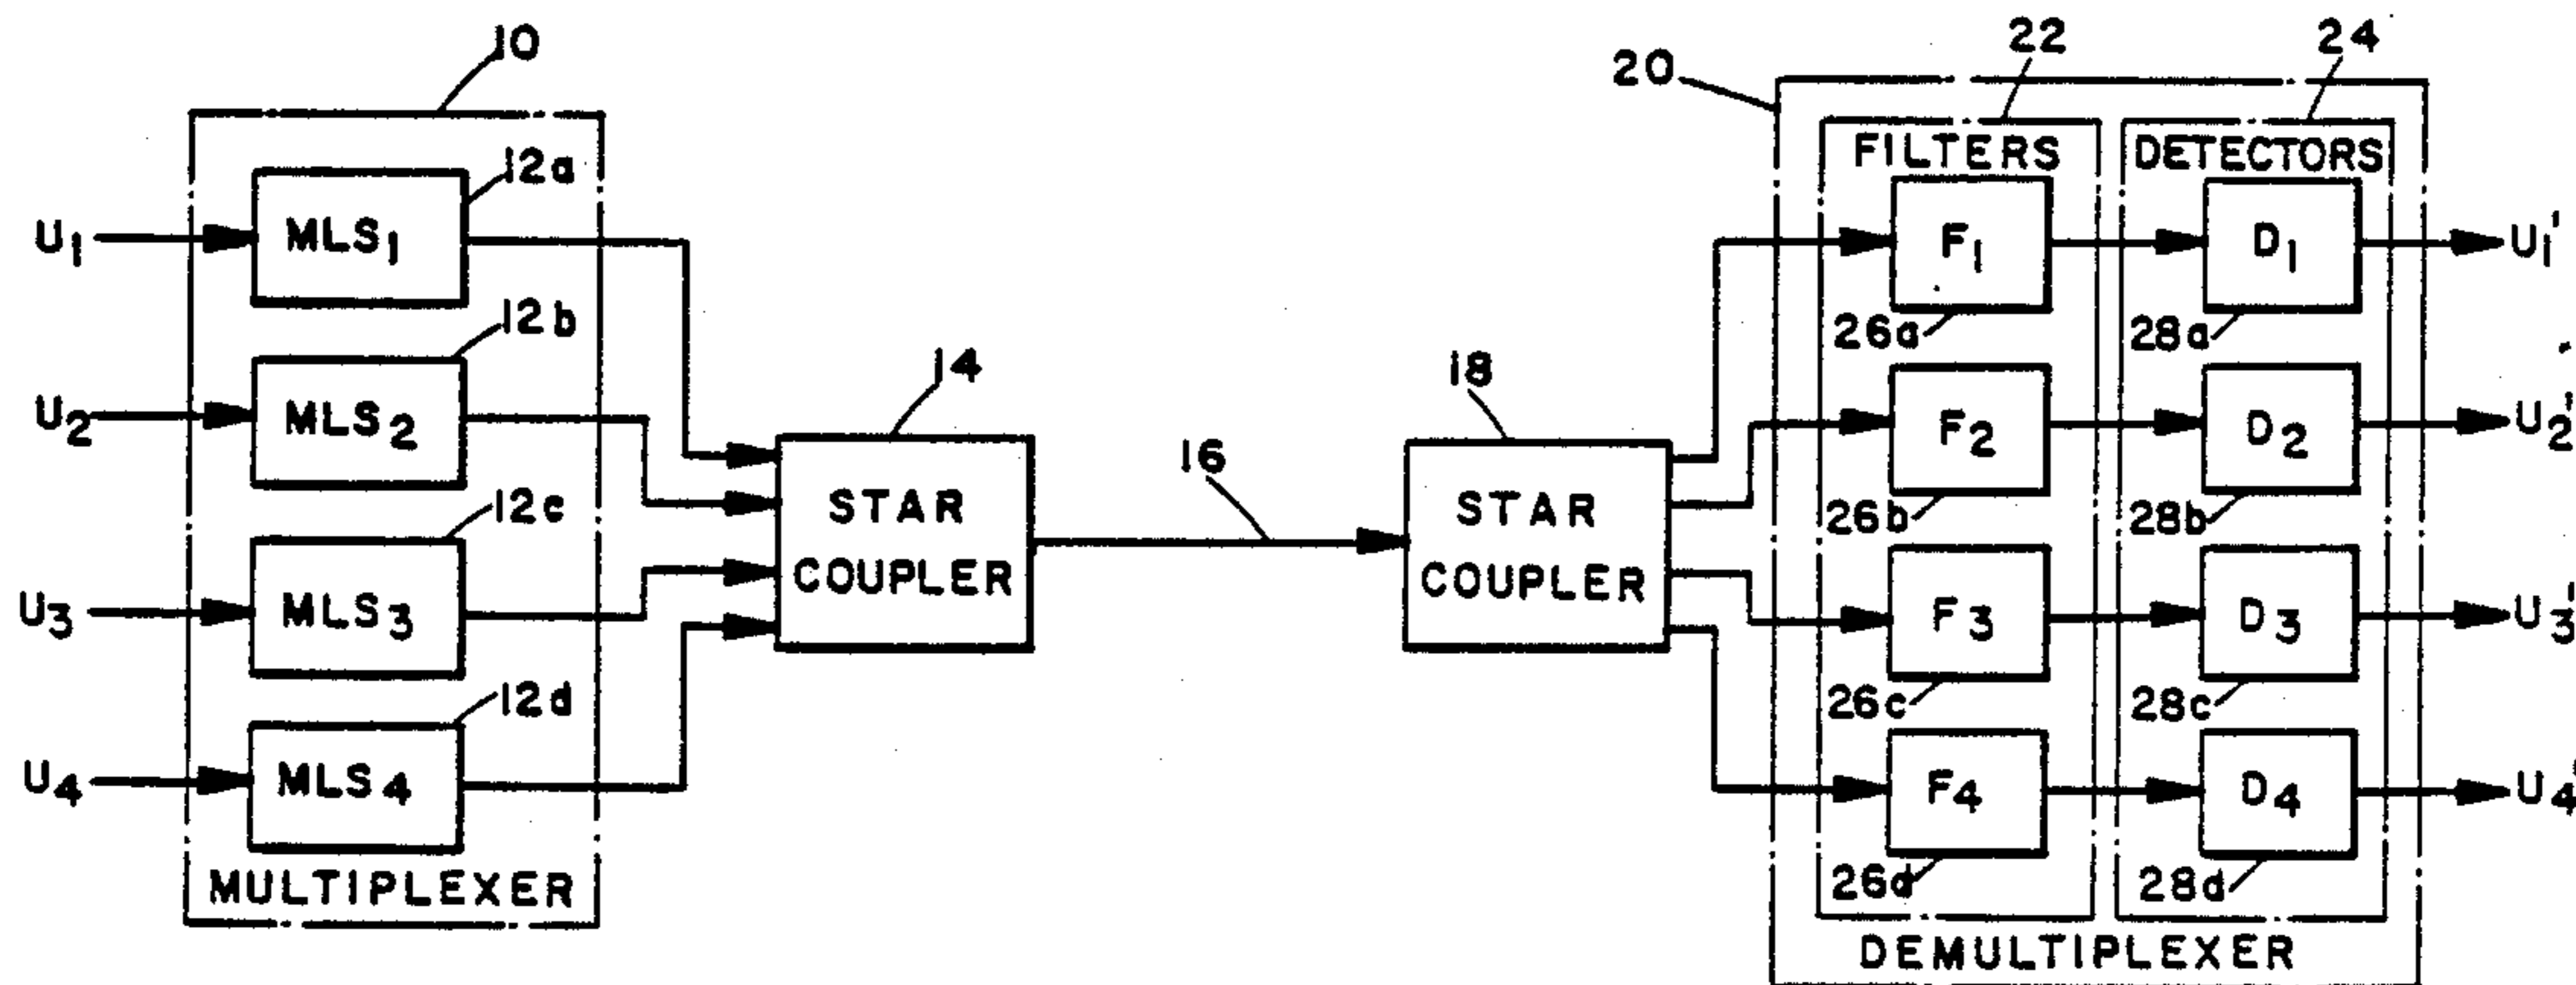 10
20
22
24
FILTERS
DETECTORS
U1
MLS1
12a
F1
26a
D1
28a
U1'
U2
MLS2
12b
F2
26b
D2
28b
U2'
14
STAR
COUPLER
16
18
STAR
COUPLER
U3
MLS3
12c
F3
26c
D3
28c
U3'
U4
MLS4
12d
F4
26d
D4
28d
U4'
MULTIPLEXER
DEMULTIPLEXER